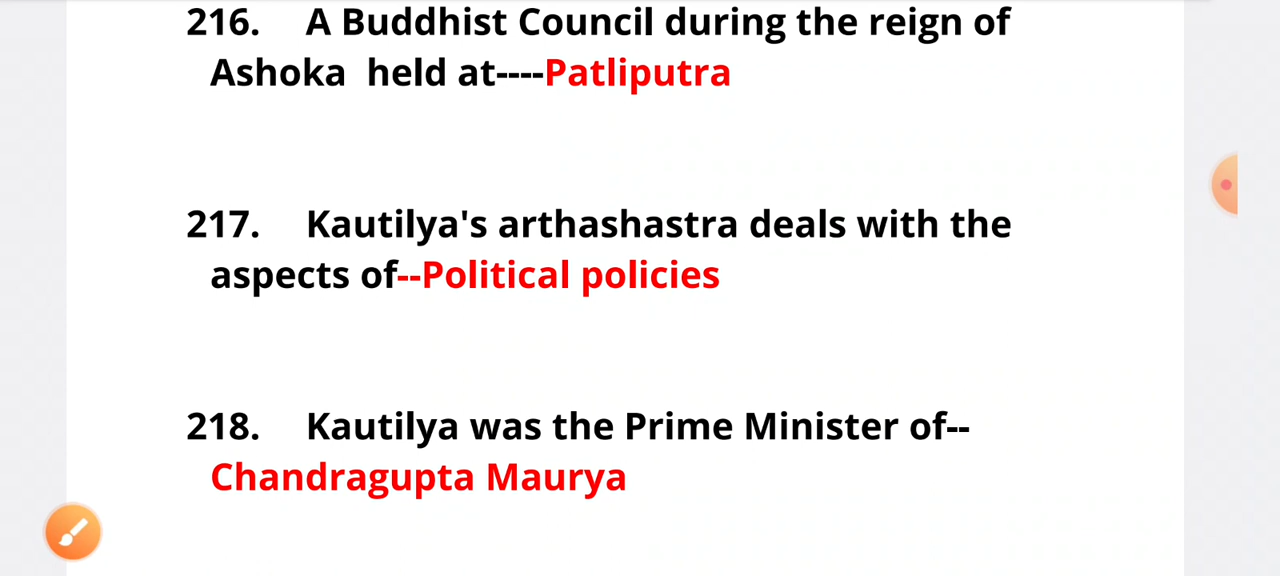 216. A Buddhist Council during the reign of
Ashoka held at----Patliputra
217. Kautilya's arthashastra deals with the
aspects of--Political policies
218. Kautilya was the Prime Minister of--
Chandragupta Maurya